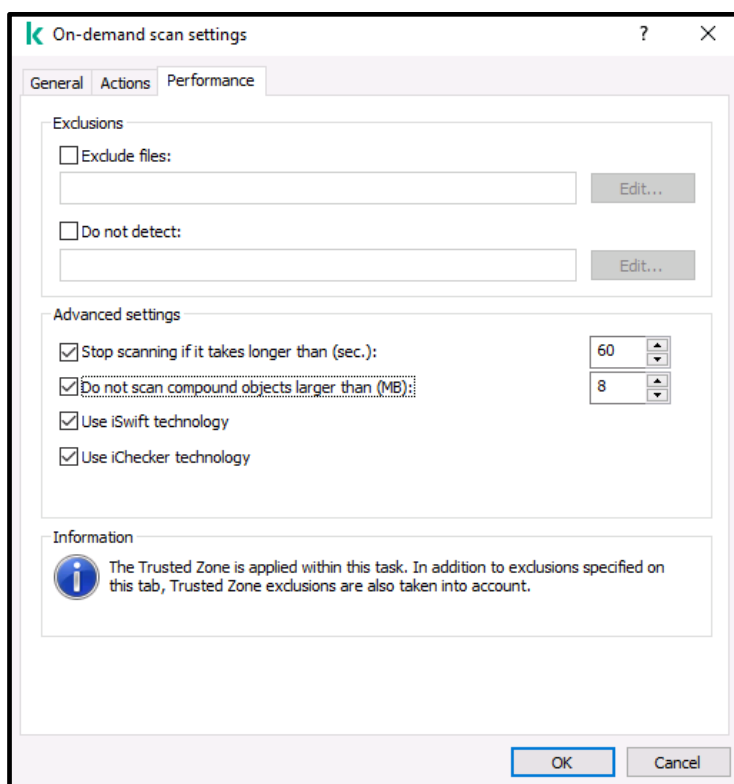 On-demand scan settings
?
General Actions Performance
Exclusions
Exclude files:
Edit...
Do not detect:
Edit...
Advanced settings
Stop scanning if it takes longer than (sec.): 60
Do not scan compound objects larger than (MB): 8
Use iSwift technology
Use iChecker technology
Information
The Trusted Zone is applied within this task. In addition to exclusions specified on
this tab, Trusted Zone exclusions are also taken into account.
OK Cancel